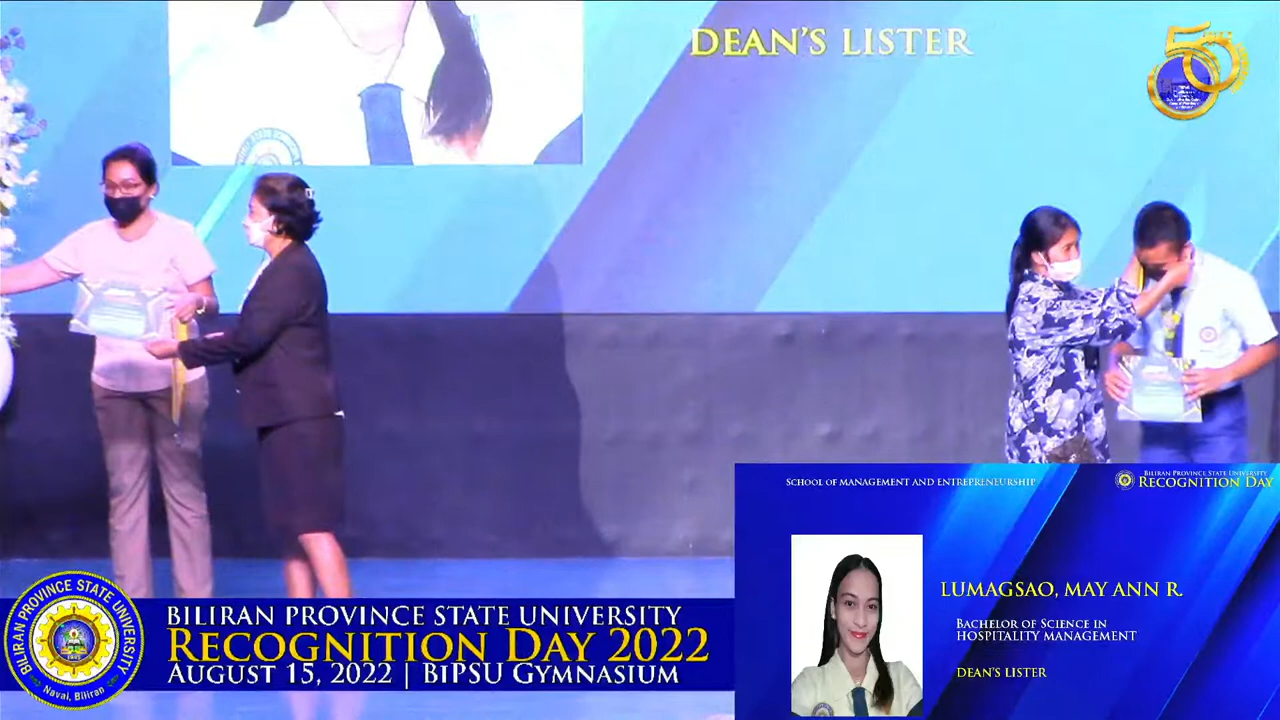 DEAN'S LISTER
50
SCHOOL OF MANAGEMENT AND ENTREPRENEURSHIP
BILIRAN PROVINCE STATE UNIVERSITY
RECOGNITION DAY
LUMAGSAO, MAY ANN R.
BACHELOR OF SCIENCE IN
HOSPITALITY MANAGEMENT
DEAN'S LISTER
BILIRAN PROVINCE STATE UNIVERSITY
Naval, Biliran
BILIRAN PROVINCE STATE UNIVERSITY
RECOGNITION DAY 2022
AUGUST 15, 2022 | BIPSU GYMNASIUM